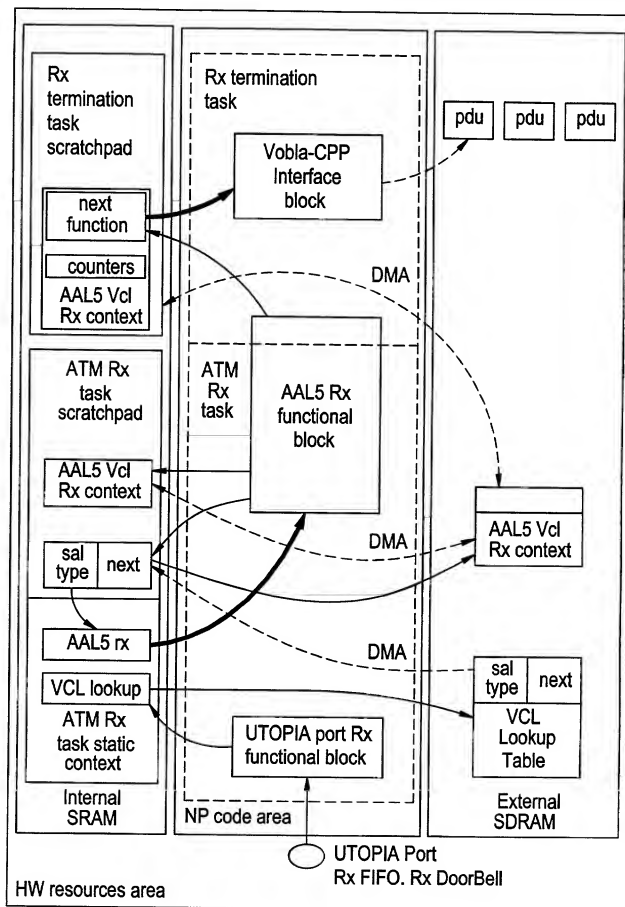 Rx
termination
task
scratchpad
next
function
counters
AAL5 Vcl
Rx context
ATM Rx
task
scratchpad
AAL5 Vcl
Rx context
sal
type
next
AAL5 rx
VCL lookup
ATM Rx
task static
context
Internal
SRAM
Rx termination
task
Vobla-CPP
Interface
block
DMA
ATM
Rx
task
AAL5 Rx
functional
block
DMA
DMA
UTOPIA port Rx
functional block
NP code area
pdu
pdu
pdu
AAL5 Vcl
Rx context
sal
type
next
VCL
Lookup
Table
External
SDRAM
UTOPIA Port
Rx FIFO. Rx DoorBell
HW resources area